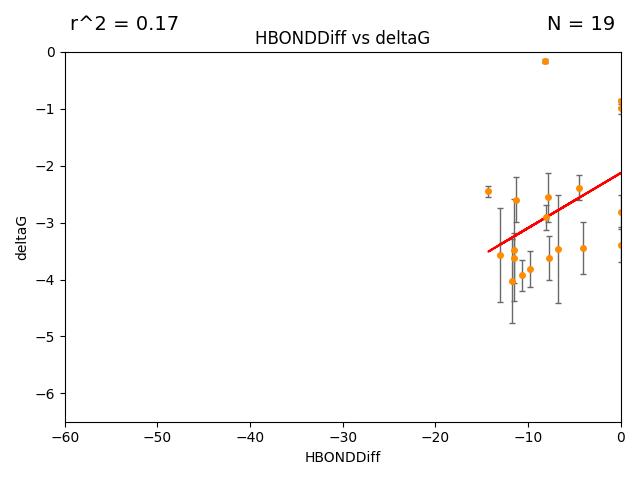 r^2 = 0.17
N = 19
HBONDDiff vs deltaG
0
−1
−2
−3
−4
−5
−6
deltaG
−60
−50
−40
−30
−20
−10
0
HBONDDiff